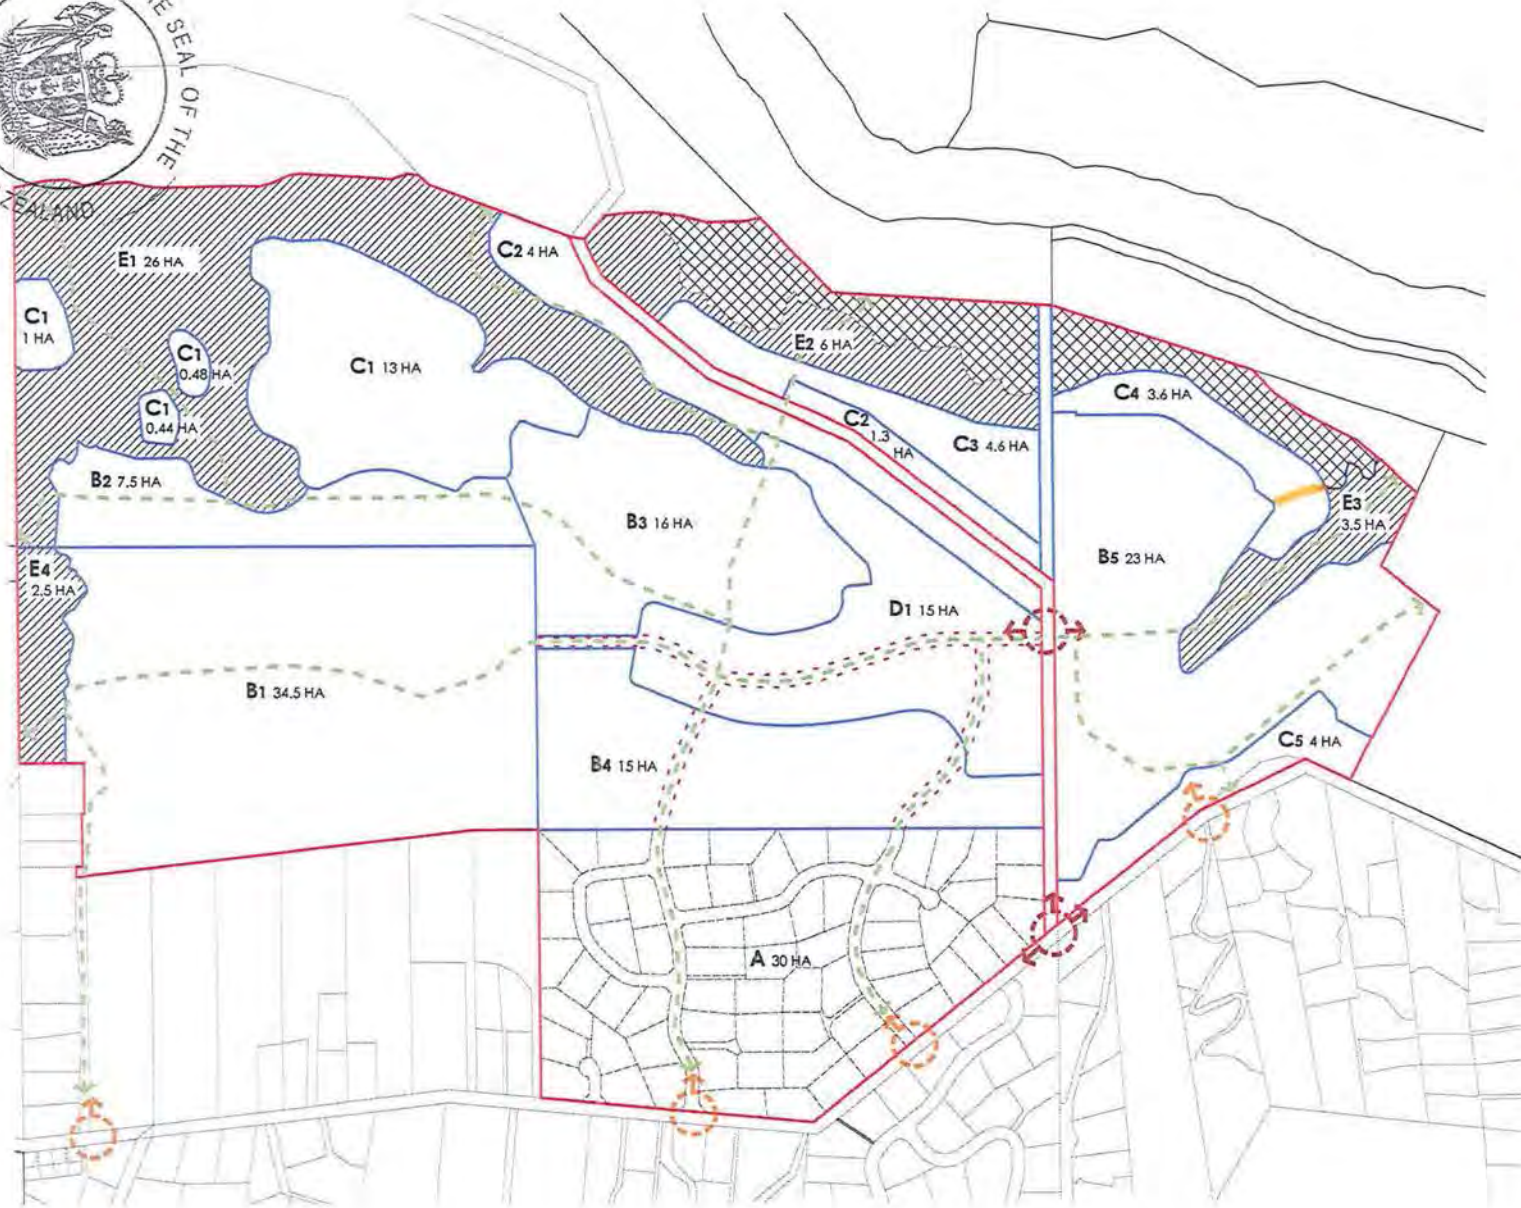 THE SEAL OF THE
EALAND
E1 26 HA
C2 4 HA
C1
1 HA
C1
0.48 HA
C1 13 HA
C1
0.44 HA
E2 6 HA
C4 3.6 HA
C2
1.3
HA
C3 4.6 HA
B2 7.5 HA
B3 16 HA
E3
3.5 HA
B5 23 HA
E4
2.5 HA
D1 15 HA
B1 34.5 HA
B4 15 HA
C5 4 HA
A 30 HA